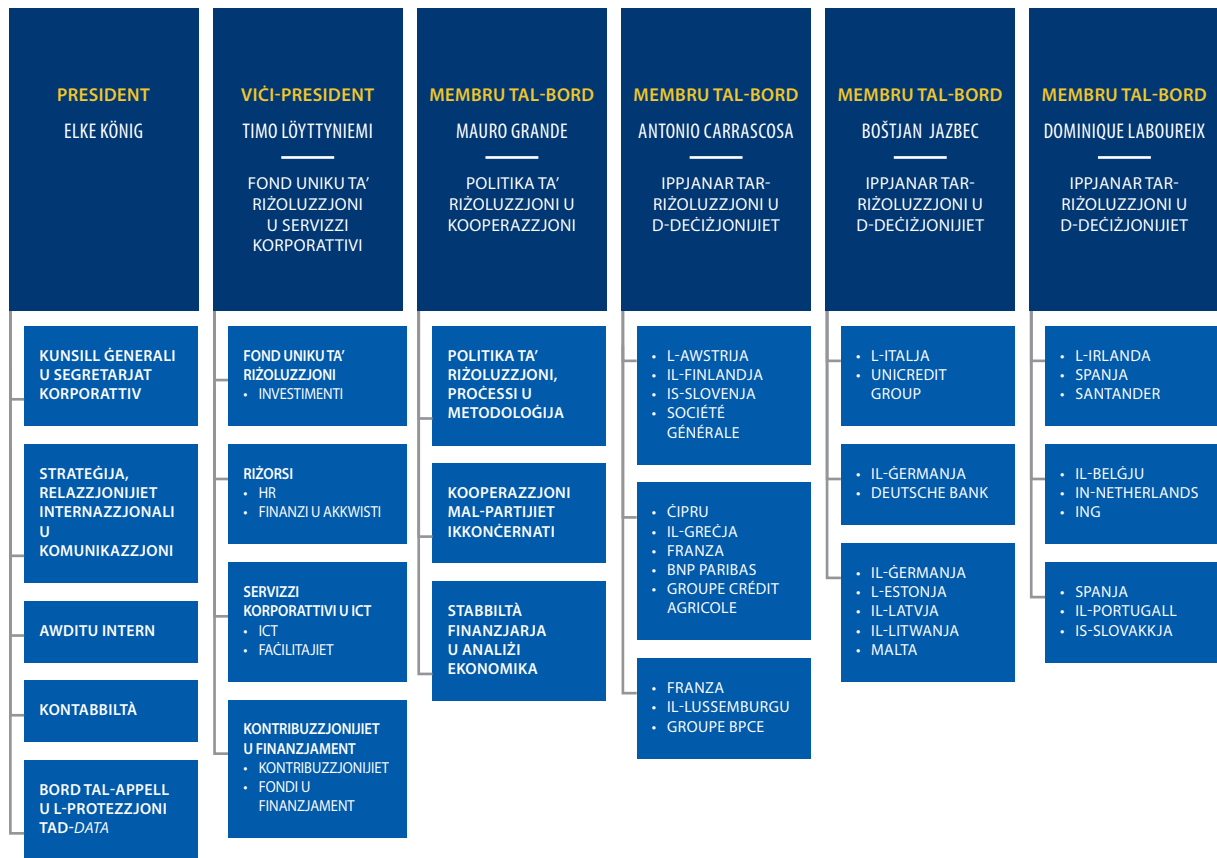 PRESIDENT
ELKE KÖNIG
KUNSILL ĠENERALI
U SEGRETARJAT
KORPORATTIV
STRATEĠIJA,
RELAZZJONIJIET
INTERNAZZJONALI
U
KOMUNIKAZZJONI
AWDITU INTERN
KONTABBILTÀ
BORD TAL-APPELL
U L-PROTEZZJONI
TAD-DATA
VIĊI-PRESIDENT
TIMO LÖYTTYNIEMI
FOND UNIKU TA’
RIŻOLUZZJONI
U SERVIZZI
KORPORATTIVI
FOND UNIKU TA’
RIŻOLUZZJONI
• INVESTIMENTI
RIŻORSI
• HR
• FINANZI U AKKWISTI
SERVIZZI
KORPORATTIVI U ICT
• ICT
• FAĊILITAJIET
KONTRIBUZZJONIJIET
U FINANZJAMENT
• KONTRIBUZZJONIJIET
• FONDI U
FINANZJAMENT
MEMBRU TAL-BORD
MAURO GRANDE
POLITIKA TA’
RIŻOLUZZJONI U
KOOPERAZZJONI
POLITIKA TA’
RIŻOLUZZJONI,
PROĊESSI U
METODOLOĠIJA
KOOPERAZZJONI
MAL-PARTIJIET
IKKONĊERNATI
STABBILTÀ
FINANZJARJA
U ANALIŻI
EKONOMIKA
MEMBRU TAL-BORD
ANTONIO CARRASCOSA
IPPJANAR TAR-
RIŻOLUZZJONI U
D-DEĊIŻJONIJIET
• L-AWSTRIJA
• IL-FINLANDJA
• IS-SLOVENJA
• SOCIÉTÉ
GÉNÉRALE
• ĊIPRU
• IL-GREĊJA
• FRANZA
• BNP PARIBAS
• GROUPE CRÉDIT
AGRICOLE
• FRANZA
• IL-LUSSEMBURGU
• GROUPE BPCE
MEMBRU TAL-BORD
BOŠTJAN JAZBEC
IPPJANAR TAR-
RIŻOLUZZJONI U
D-DEĊIŻJONIJIET
• L-ITALJA
• UNICREDIT
GROUP
• IL-ĠERMANJA
• DEUTSCHE BANK
• IL-ĠERMANJA
• L-ESTONJA
• IL-LATVJA
• IL-LITWANJA
• MALTA
MEMBRU TAL-BORD
DOMINIQUE LABOUREIX
IPPJANAR TAR-
RIŻOLUZZJONI U
D-DEĊIŻJONIJIET
• L-IRLANDA
• SPANJA
• SANTANDER
• IL-BELĠJU
• IN-NETHERLANDS
• ING
• SPANJA
• IL-PORTUGALL
• IS-SLOVAKKJA